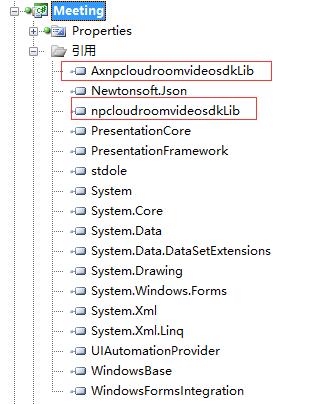 Meeting
Properties
引用
AxnpcloudroomvideosdkLib
Newtonsoft.Json
npcloudroomvideosdkLib
PresentationCore
PresentationFramework
stdole
System
System.Core
System.Data
System.Data.DataSetExtensions
System.Drawing
System.Windows.Forms
System.Xml
System.Xml.Linq
UIAutomationProvider
WindowsBase
WindowsFormsIntegration